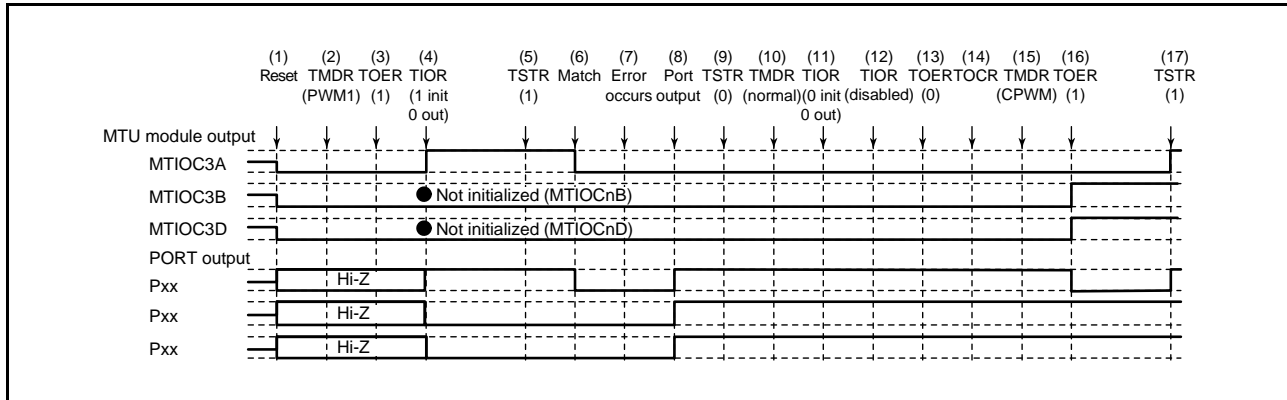 (1) (2) (3) (4) (5) (6) (7) (8) (9) (10) (11) (12) (13) (14) (15) (16) (17)
Reset TMDR TOER TIOR TSTR Match Error Port TSTR TMDR TIOR TIOR TOER TOCR TMDR TOER TSTR
(PWM1) (1) (1 init (1) occurs output (0) (normal) (0 init (disabled) (0) (CPWM) (1) (1)
0 out) 0 out)
MTU module output
MTIOC3A
MTIOC3B Not initialized (MTIOCnB)
MTIOC3D Not initialized (MTIOCnD)
PORT output
Pxx Hi-Z
Pxx Hi-Z
Pxx Hi-Z